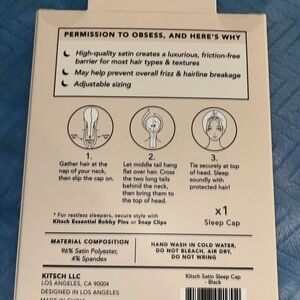 PERMISSION TO OBSESS, AND HERE'S WHY
High-quality satin creates a luxurious, friction-free
barrier for most hair types & textures
May help prevent overall frizz & hairline breakage
Adjustable sizing
1.
Gather hair at the
nap of your neck,
then slip the cap on.
2.
Let middle tail hang
flat over hair. Cross
the two long tails
behind the neck,
then bring them to
the top of head.
3.
Tie securely at top
of head. Sleep
soundly with
protected hair!
* For restless sleepers, secure with
Kitsch Essential Bobby Pins or Snap Clips
x1
Sleep Cap
MATERIAL COMPOSITION
96% Satin Polyester,
4% Spandex
HAND WASH IN COLD WATER,
DO NOT BLEACH, AIR DRY,
DO NOT WRING
KITSCH LLC
LOS ANGELES, CA 90004
DESIGNED IN LOS ANGELES
MADE IN CHINA
Kitsch Satin Sleep Cap
- Black